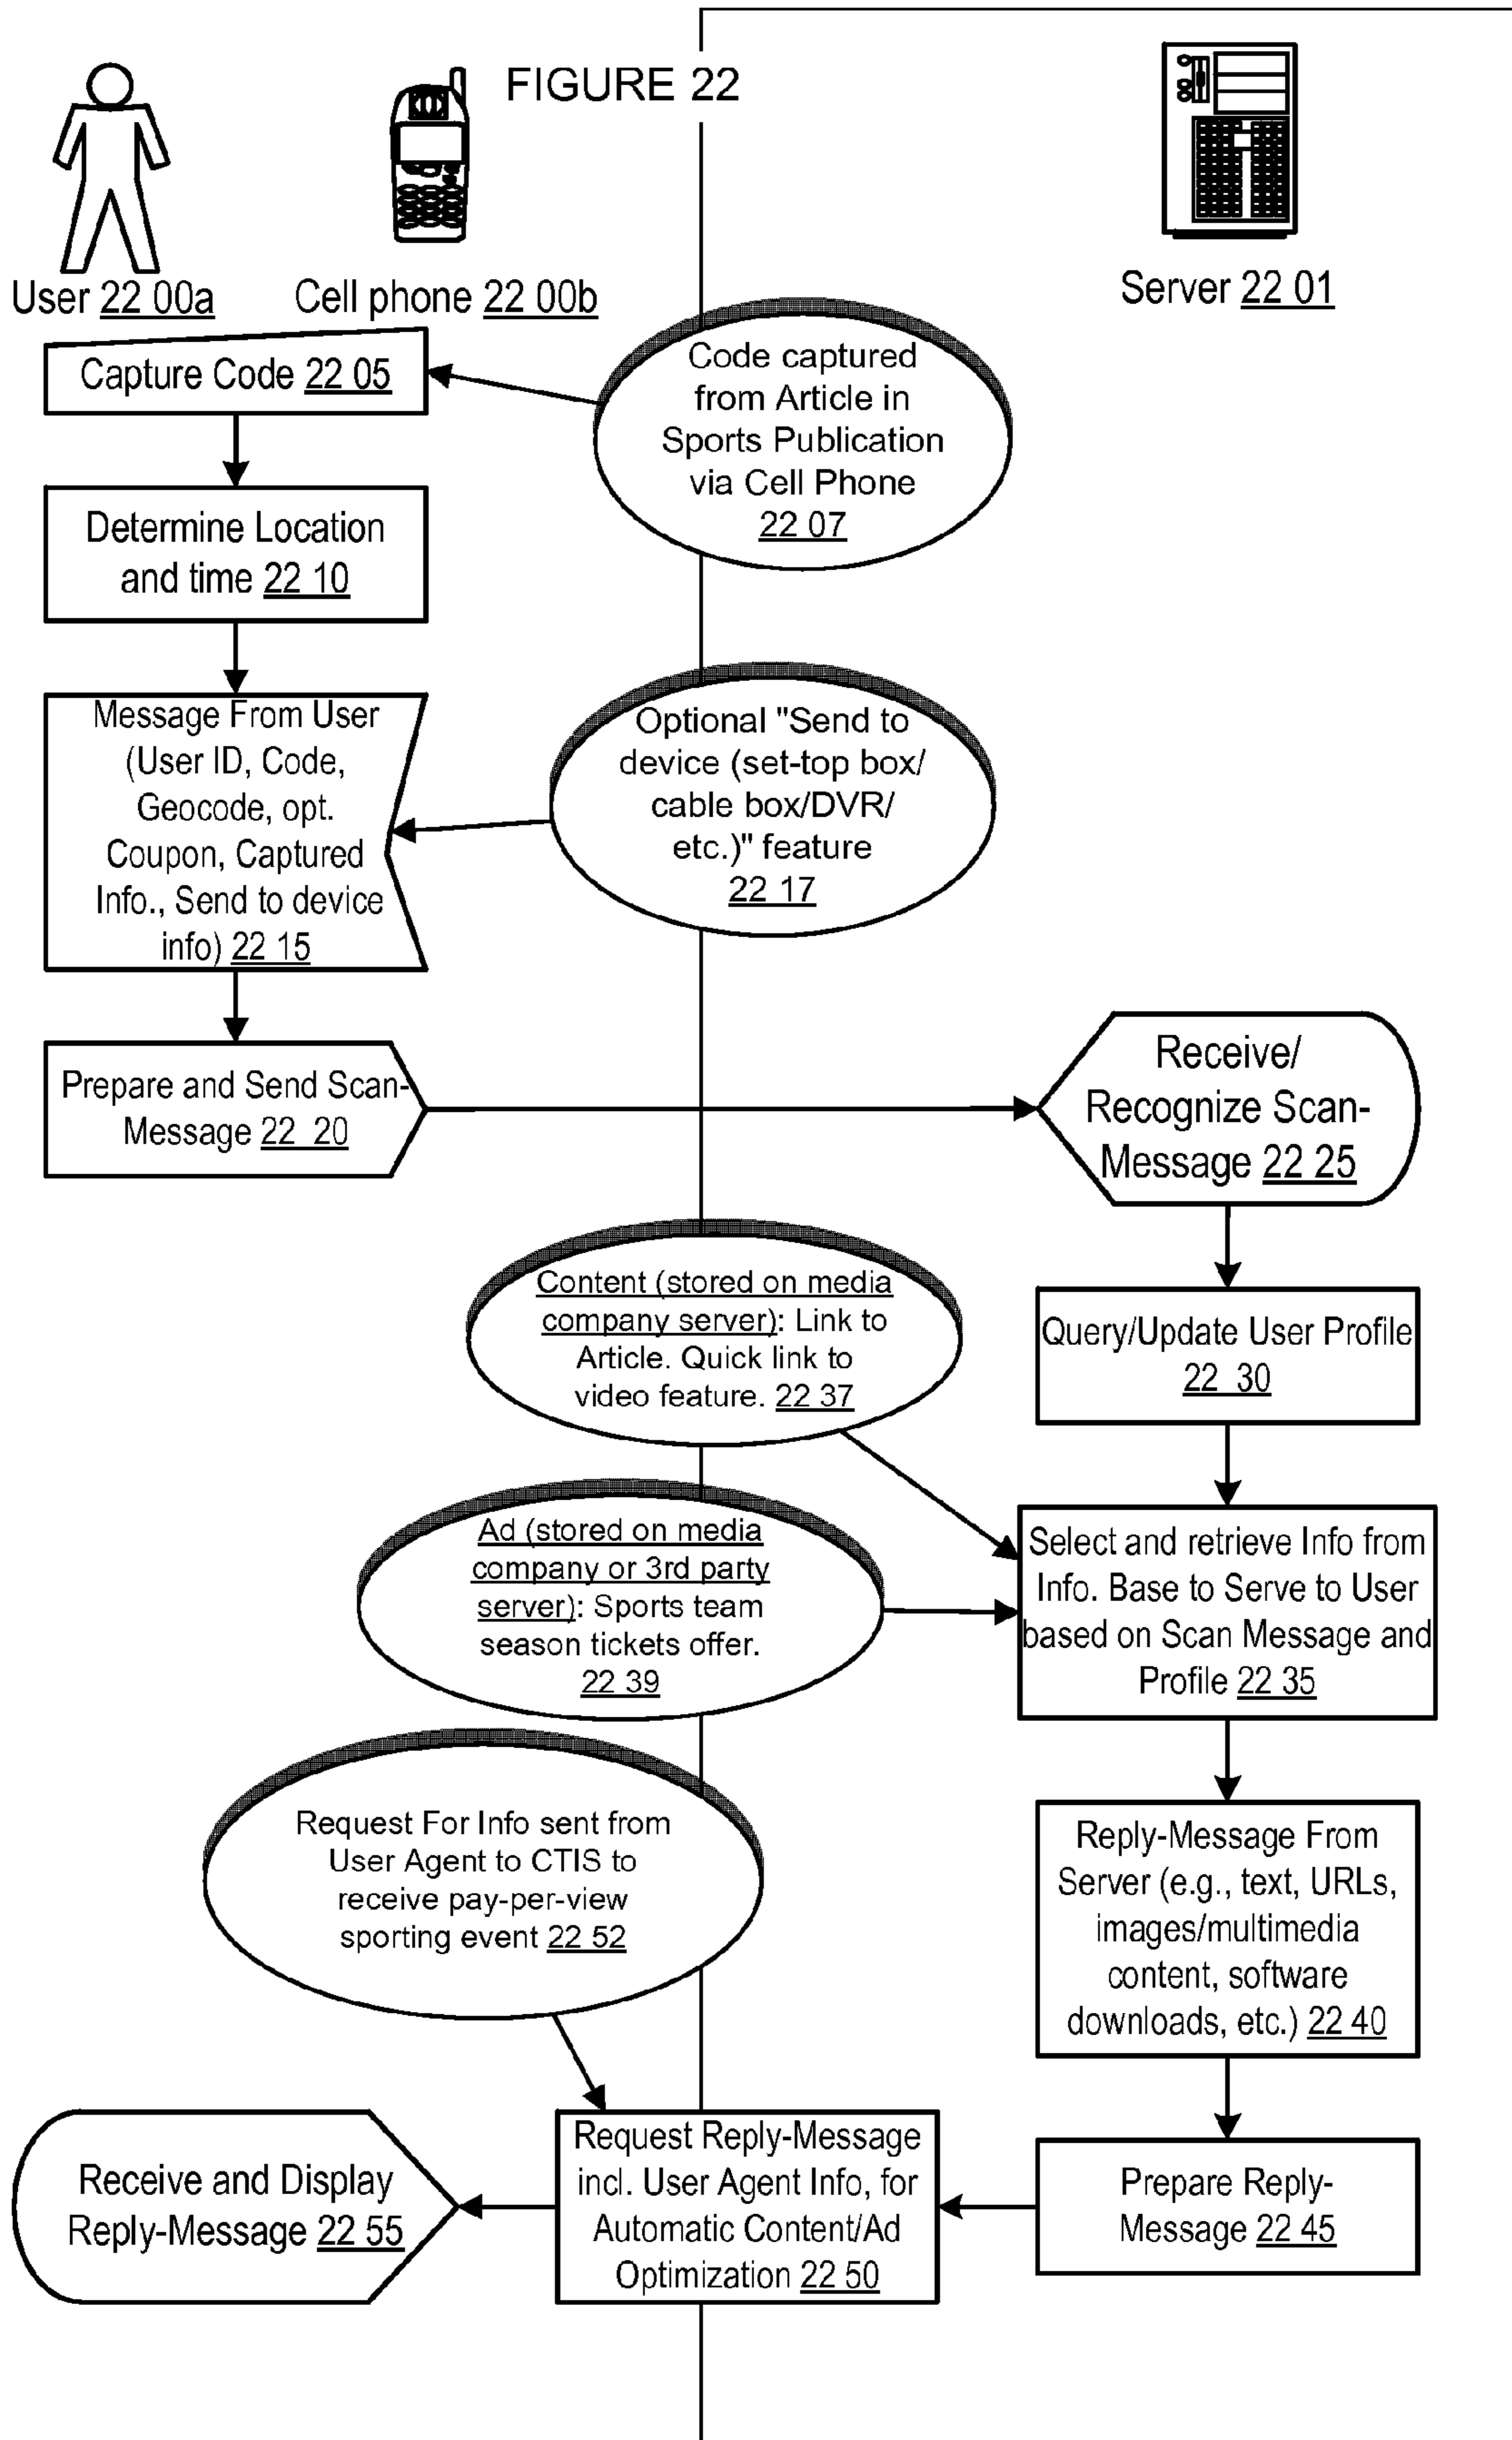 FIGURE 22
User 22 00a
Cell phone 22 00b
Server 22 01
Capture Code 22 05
Code captured
from Article in
Sports Publication
via Cell Phone
22 07
Determine Location
and time 22 10
Message From User
(User ID, Code,
Geocode, opt.
Coupon, Captured
Info., Send to device
info) 22 15
Optional "Send to
device (set-top box/
cable box/DVR/
etc.)" feature
22 17
Prepare and Send Scan-
Message 22 20
Receive/
Recognize Scan-
Message 22 25
Query/Update User Profile
22 30
Content (stored on media
company server): Link to
Article. Quick link to
video feature. 22 37
Ad (stored on media
company or 3rd party
server): Sports team
season tickets offer.
22 39
Select and retrieve Info from
Info. Base to Serve to User
based on Scan Message and
Profile 22 35
Reply-Message From
Server (e.g., text, URLs,
images/multimedia
content, software
downloads, etc.) 22 40
Request For Info sent from
User Agent to CTIS to
receive pay-per-view
sporting event 22 52
Prepare Reply-
Message 22 45
Request Reply-Message
incl. User Agent Info, for
Automatic Content/Ad
Optimization 22 50
Receive and Display
Reply-Message 22 55